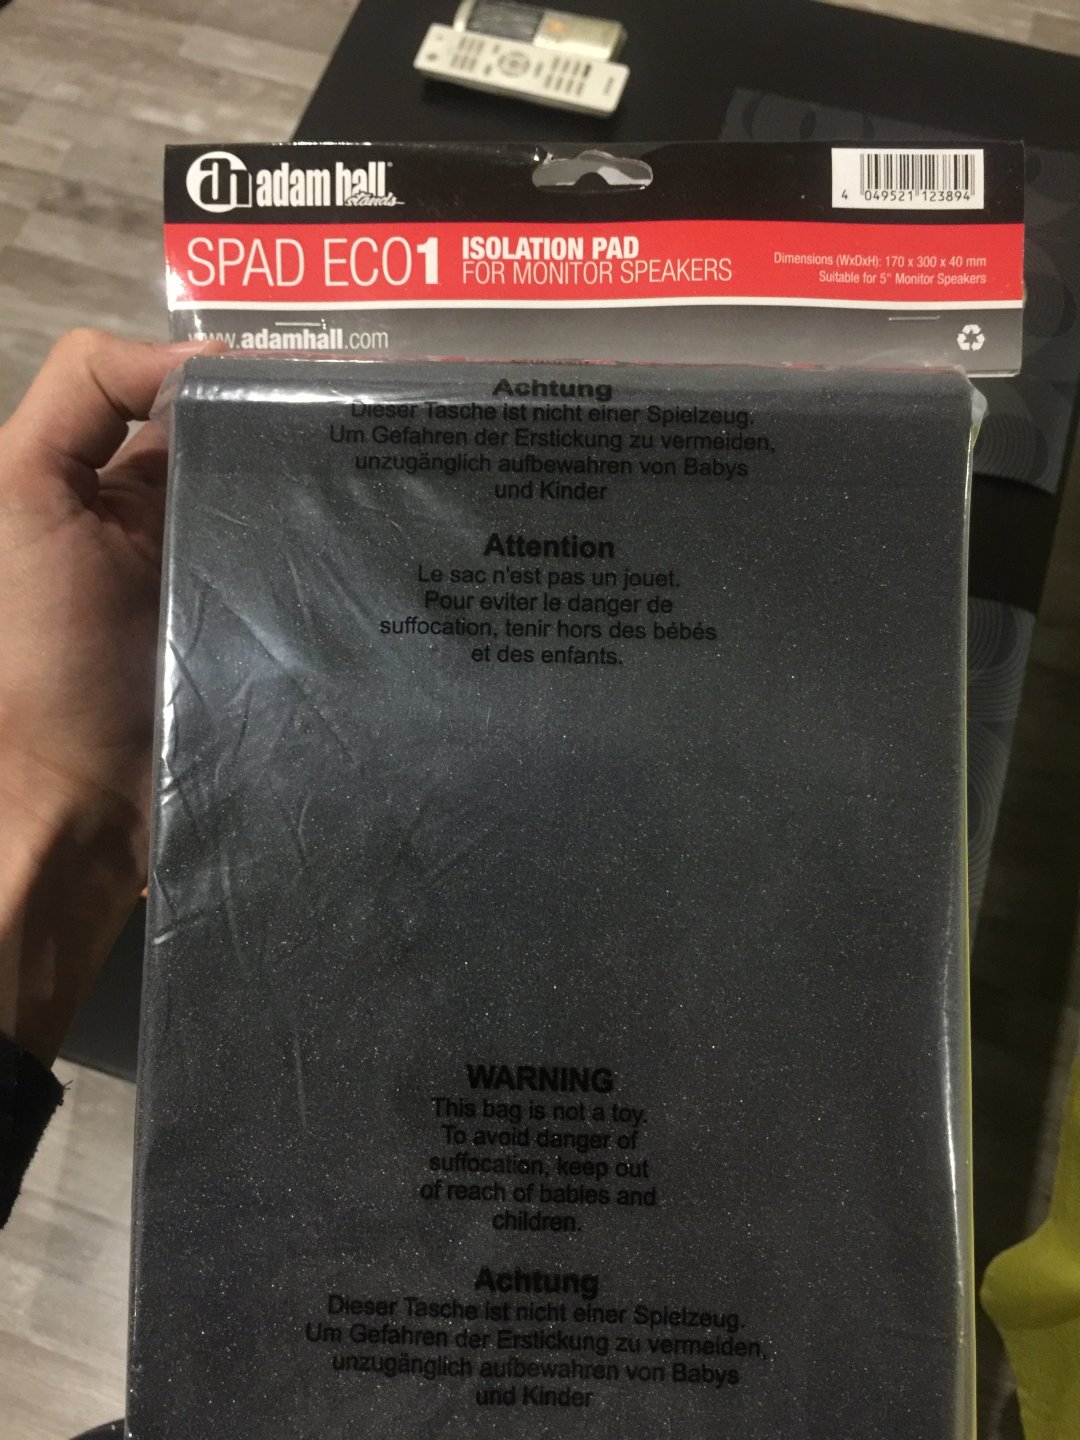 adam hall
stands
4 049521 123894
SPAD ECO1 ISOLATION PAD
FOR MONITOR SPEAKERS
Dimensions (WxDxH): 170 x 300 x 40 mm
Suitable for 5" Monitor Speakers
www.adamhall.com
Achtung
Dieser Tasche ist nicht einer Spielzeug.
Um Gefahren der Erstickung zu vermeiden,
unzugänglich aufbewahren von Babys
und Kinder
Attention
Le sac n'est pas un jouet.
Pour eviter le danger de
suffocation, tenir hors des bébés
et des enfants.
WARNING
This bag is not a toy.
To avoid danger of
suffocation, keep out
of reach of babies and
children.
Achtung
Dieser Tasche ist nicht einer Spielzeug.
Um Gefahren der Erstickung zu vermeiden,
unzugänglich aufbewahren von Babys
und Kinder